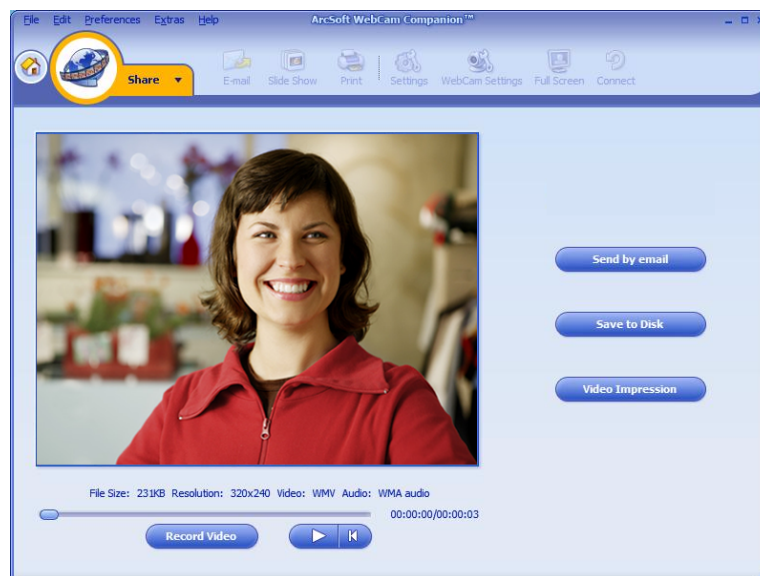 File Edit Preferences Extras Help ArcSoft WebCam Companion™
Share E-mail Slide Show Print Settings WebCam Settings Full Screen Connect
Send by email
Save to Disk
Video Impression
File Size: 231KB Resolution: 320x240 Video: WMV Audio: WMA audio
00:00:00/00:00:03
Record Video